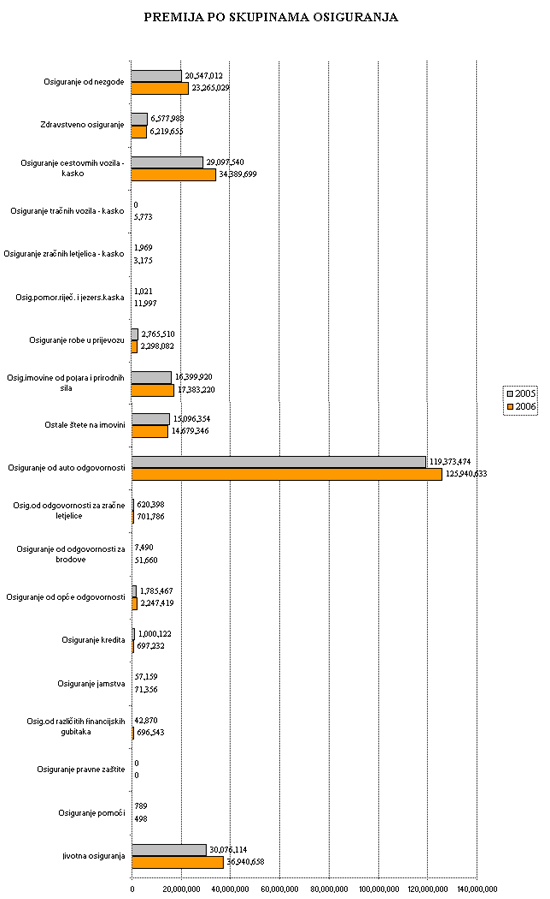 PREMIJA PO SKUPINAMA OSIGURANJA
Osiguranje od nezgode
20,547,012
23,265,029
Zdravstveno osiguranje
6,577,988
6,219,655
Osiguranje cestovnih vozila -
kasko
29,097,540
34,389,699
Osiguranje tračnih vozila - kasko
0
5,773
Osiguranje zračnih letjelica - kasko
1,969
3,175
Osig.pomor.riječ. i jezers.kaska
1,021
11,997
Osiguranje robe u prijevozu
2,765,510
2,298,082
Osig.imovine od požara i prirodnih
sila
16,399,920
17,383,220
Ostale štete na imovini
15,096,354
14,679,346
Osiguranje od auto odgovornosti
119,373,474
125,940,633
Osig.od odgovornosti za zračne
letjelice
620,398
701,786
Osiguranje od odgovornosti za
brodove
7,490
51,660
Osiguranje od opće odgovornosti
1,785,467
2,247,419
Osiguranje kredita
1,000,122
697,232
Osiguranje jamstva
57,159
71,356
Osig.od različitih financijskih
gubitaka
42,870
696,543
Osiguranje pravne zaštite
0
0
Osiguranje pomoći
789
498
Životna osiguranja
30,076,114
36,940,658
0 20,000,000 40,000,000 60,000,000 80,000,000 100,000,000 120,000,000 140,000,000
2005
2006